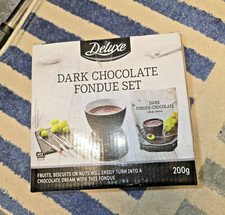 Deluxe
DARK CHOCOLATE
FONDUE SET
DARK
FONDUE-CHOCOLATE
FRUITS, BISCUITS OR NUTS WILL EASILY TURN INTO A
CHOCOLATE DREAM WITH THIS FONDUE
200g